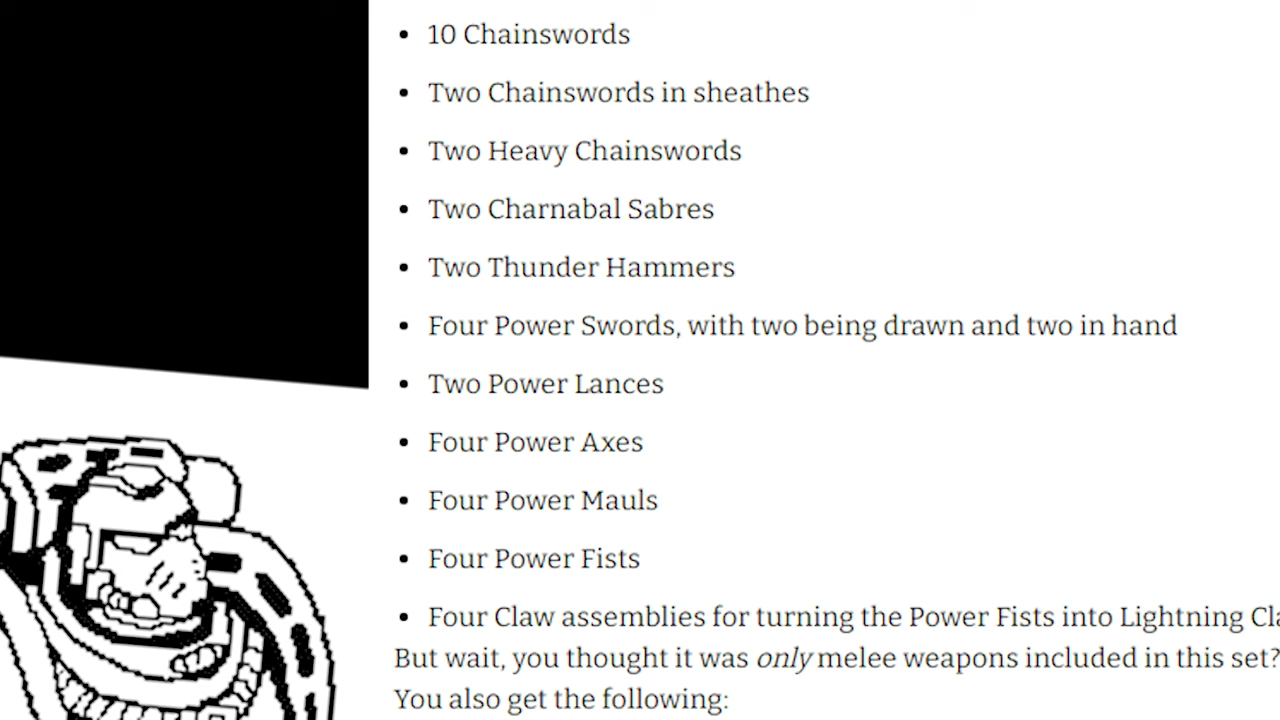 • 10 Chainswords
• Two Chainswords in sheathes
• Two Heavy Chainswords
• Two Charnabal Sabres
• Two Thunder Hammers
• Four Power Swords, with two being drawn and two in hand
• Two Power Lances
• Four Power Axes
• Four Power Mauls
• Four Power Fists
• Four Claw assemblies for turning the Power Fists into Lightning
But wait, you thought it was only melee weapons included in this set?
You also get the following: